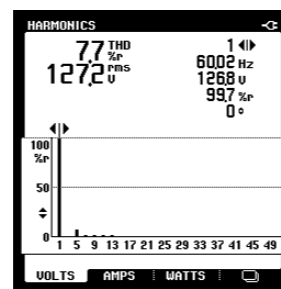 HARMONICS
7.7 THD %r
127.2 rms V
1
60.02 Hz
126.8 V
99.7 %r
0 °
100
%r
50
0
1 5 9 13 17 21 25 29 33 37 41 45 49
VOLTS AMPS WATTS